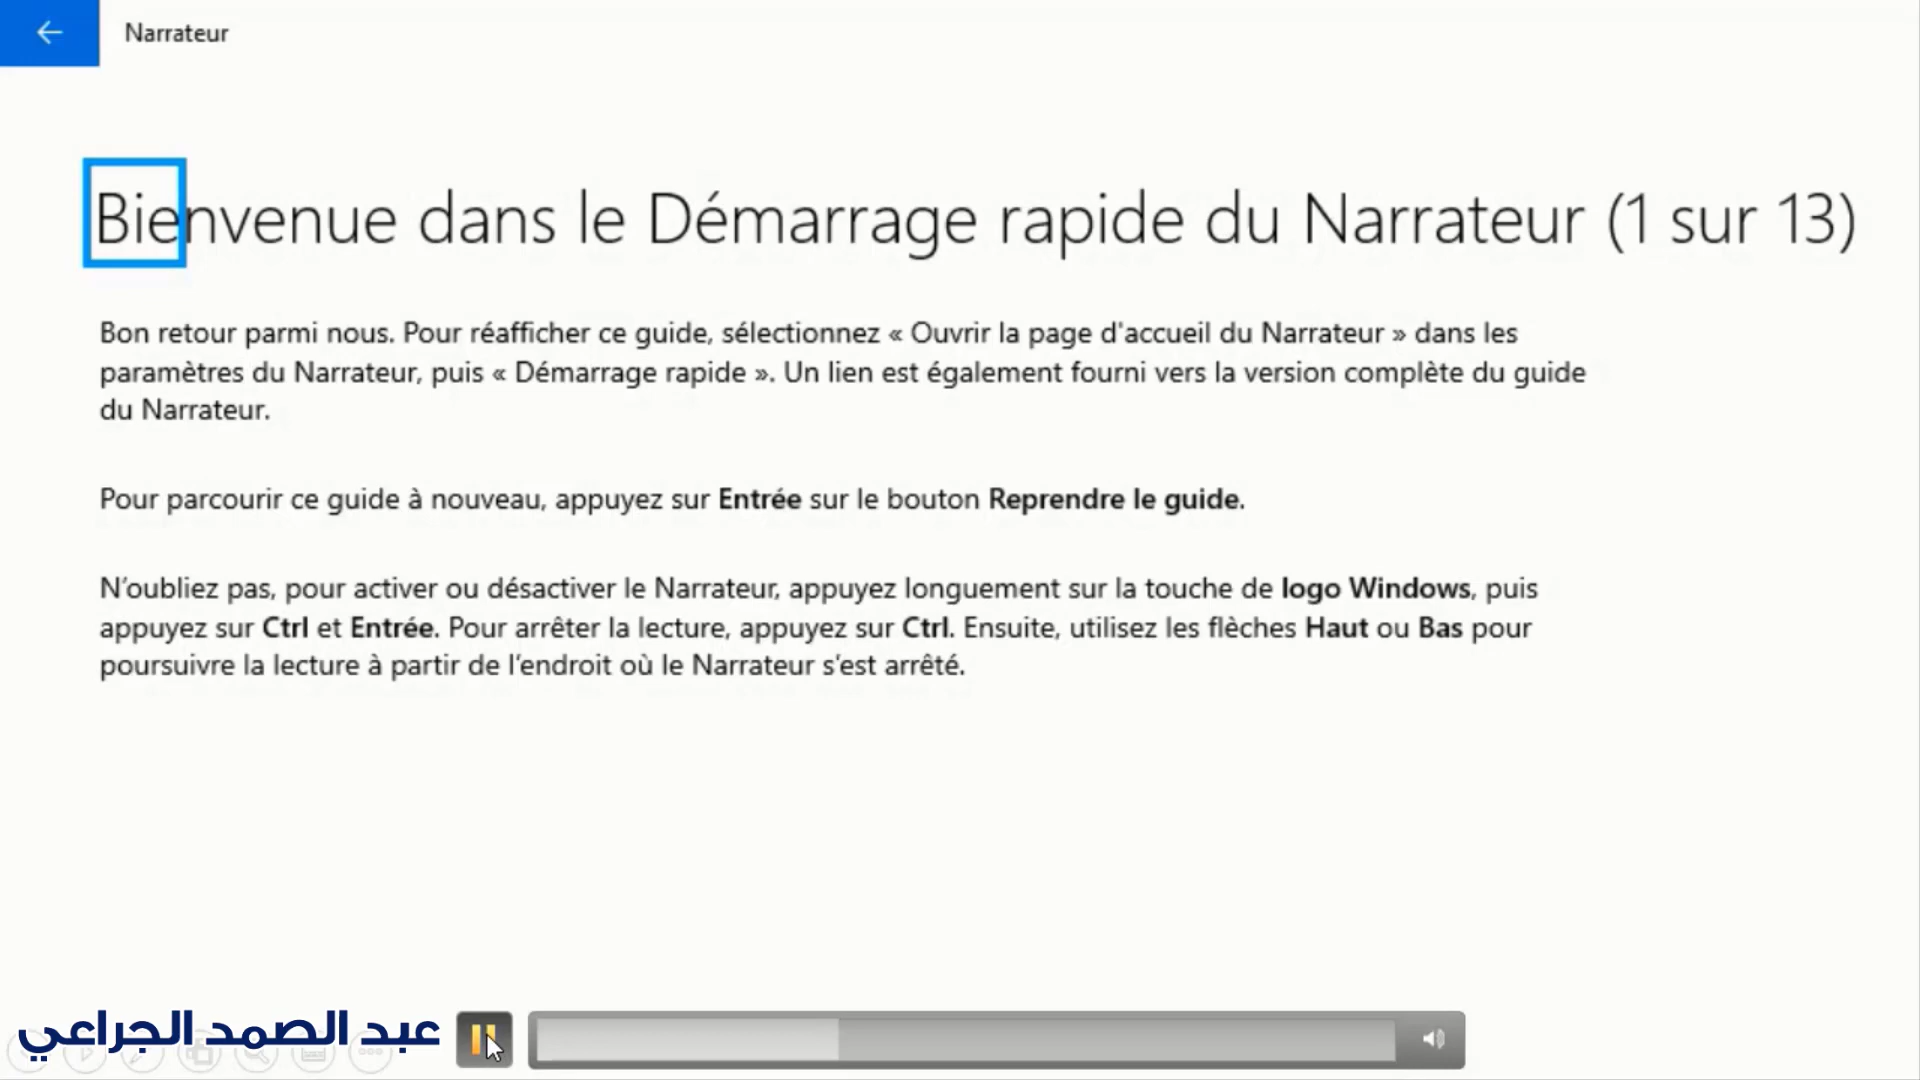 Narrateur
Bienvenue dans le Démarrage rapide du Narrateur (1 sur 13)
Bon retour parmi nous. Pour réafficher ce guide, sélectionnez « Ouvrir la page d'accueil du Narrateur » dans les
paramètres du Narrateur, puis « Démarrage rapide ». Un lien est également fourni vers la version complète du guide
du Narrateur.
Pour parcourir ce guide à nouveau, appuyez sur Entrée sur le bouton Reprendre le guide.
N’oubliez pas, pour activer ou désactiver le Narrateur, appuyez longuement sur la touche de logo Windows, puis
appuyez sur Ctrl et Entrée. Pour arrêter la lecture, appuyez sur Ctrl. Ensuite, utilisez les flèches Haut ou Bas pour
poursuivre la lecture à partir de l’endroit où le Narrateur s’est arrêté.
عبد الصمد الجراعي